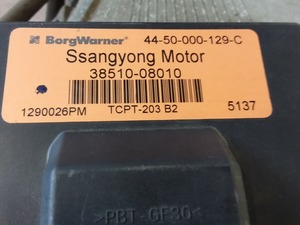 BorgWarner 44-50-000-129-C
Ssangyong Motor
38510-08010
1290026PM TCPT-203 B2 5137
>PBT-GF30<